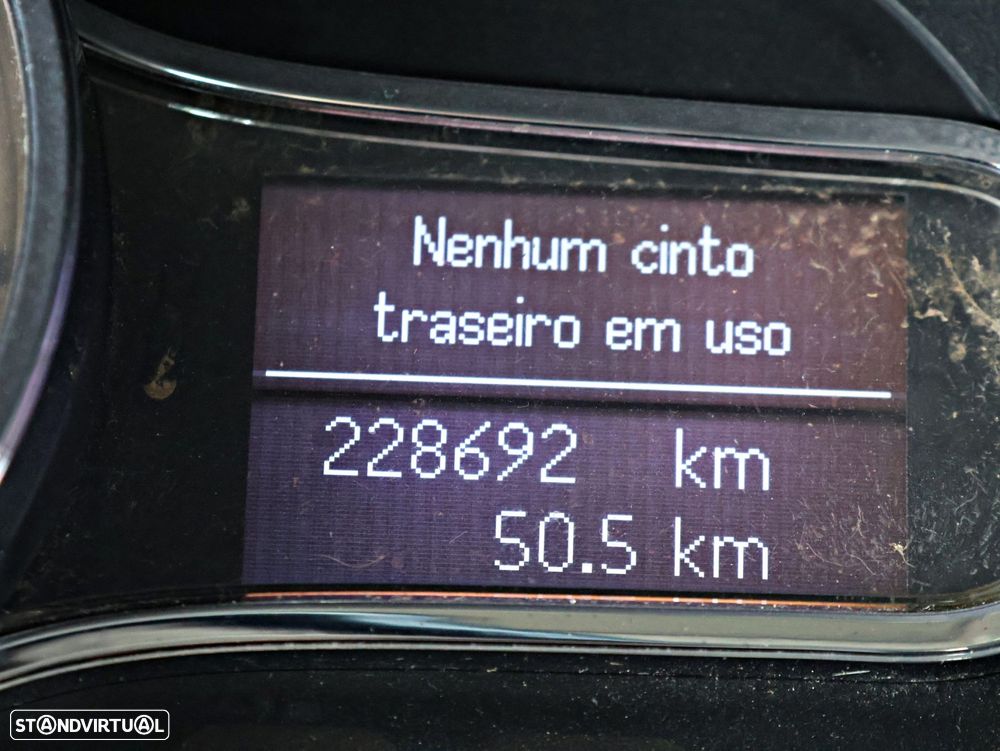 Nenhum cinto
traseiro em uso
228692 km
50.5 km
STANDVIRTUAL